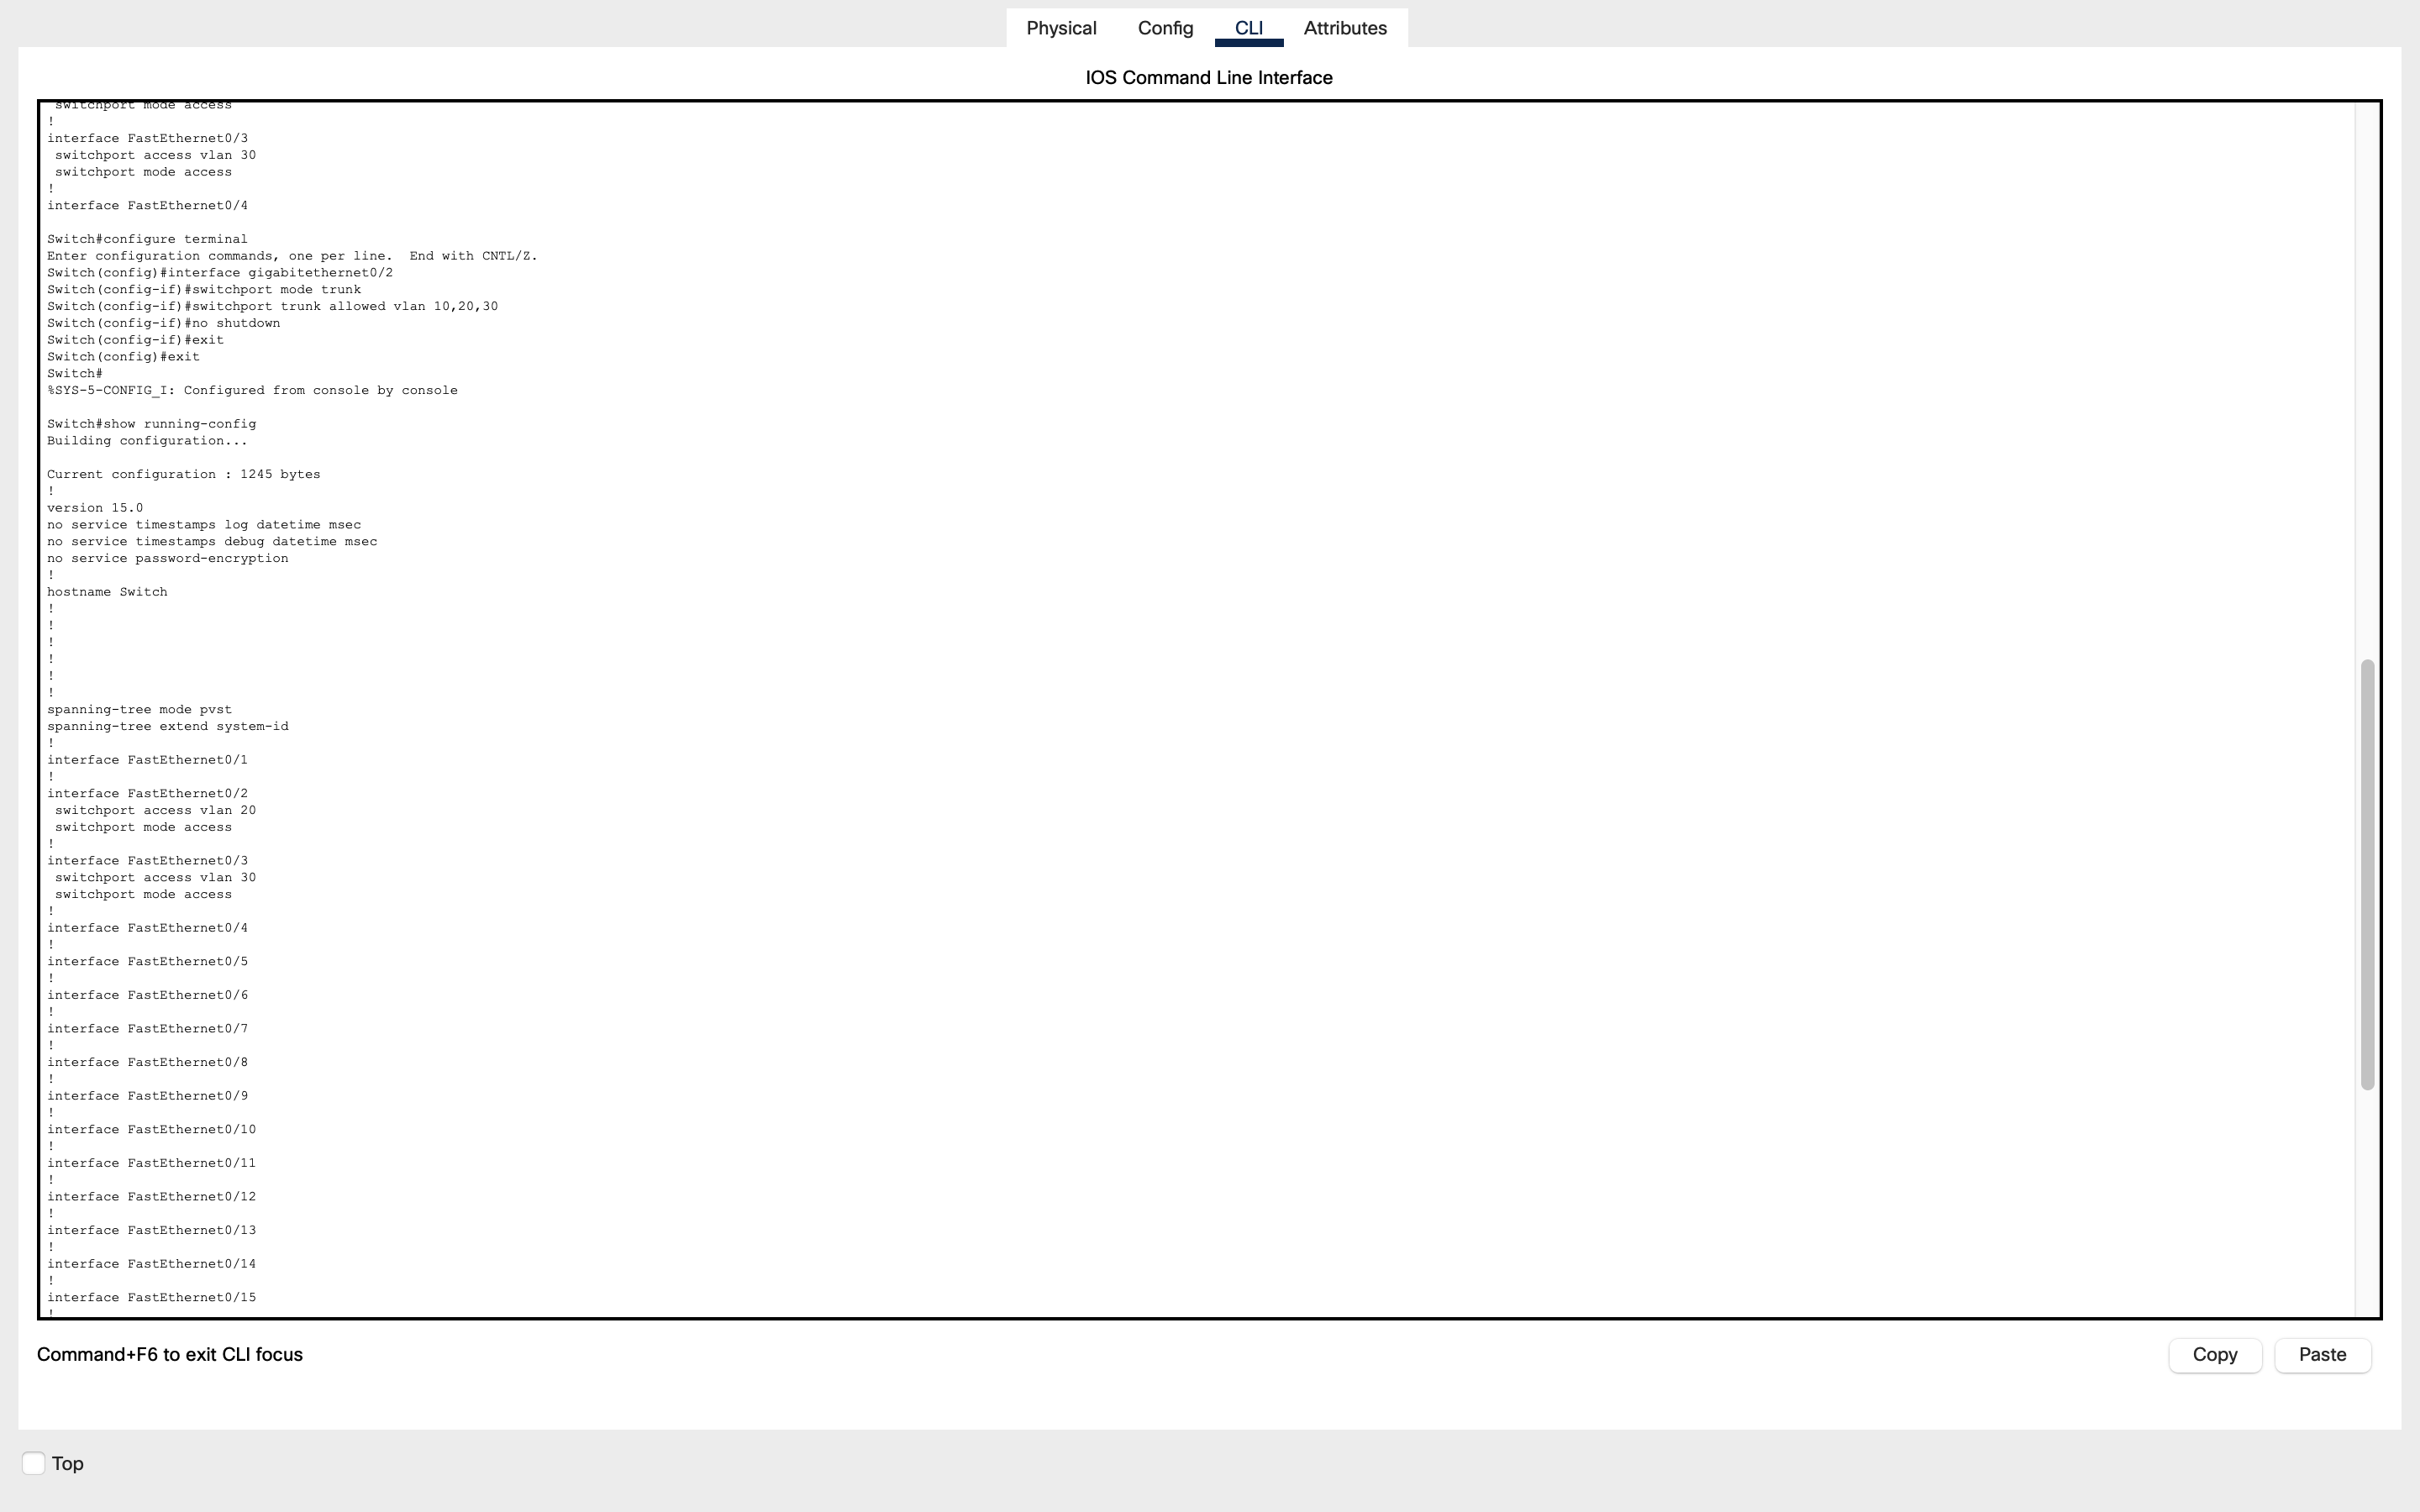 Physical Config CLI Attributes
IOS Command Line Interface
 switchport mode access
!
interface FastEthernet0/3
 switchport access vlan 30
 switchport mode access
!
interface FastEthernet0/4

Switch#configure terminal
Enter configuration commands, one per line.  End with CNTL/Z.
Switch(config)#interface gigabitethernet0/2
Switch(config-if)#switchport mode trunk
Switch(config-if)#switchport trunk allowed vlan 10,20,30
Switch(config-if)#no shutdown
Switch(config-if)#exit
Switch(config)#exit
Switch#
%SYS-5-CONFIG_I: Configured from console by console

Switch#show running-config
Building configuration...

Current configuration : 1245 bytes
!
version 15.0
no service timestamps log datetime msec
no service timestamps debug datetime msec
no service password-encryption
!
hostname Switch
!
!
!
!
!
!
spanning-tree mode pvst
spanning-tree extend system-id
!
interface FastEthernet0/1
!
interface FastEthernet0/2
 switchport access vlan 20
 switchport mode access
!
interface FastEthernet0/3
 switchport access vlan 30
 switchport mode access
!
interface FastEthernet0/4
!
interface FastEthernet0/5
!
interface FastEthernet0/6
!
interface FastEthernet0/7
!
interface FastEthernet0/8
!
interface FastEthernet0/9
!
interface FastEthernet0/10
!
interface FastEthernet0/11
!
interface FastEthernet0/12
!
interface FastEthernet0/13
!
interface FastEthernet0/14
!
interface FastEthernet0/15
!
Command+F6 to exit CLI focus
Copy Paste
Top